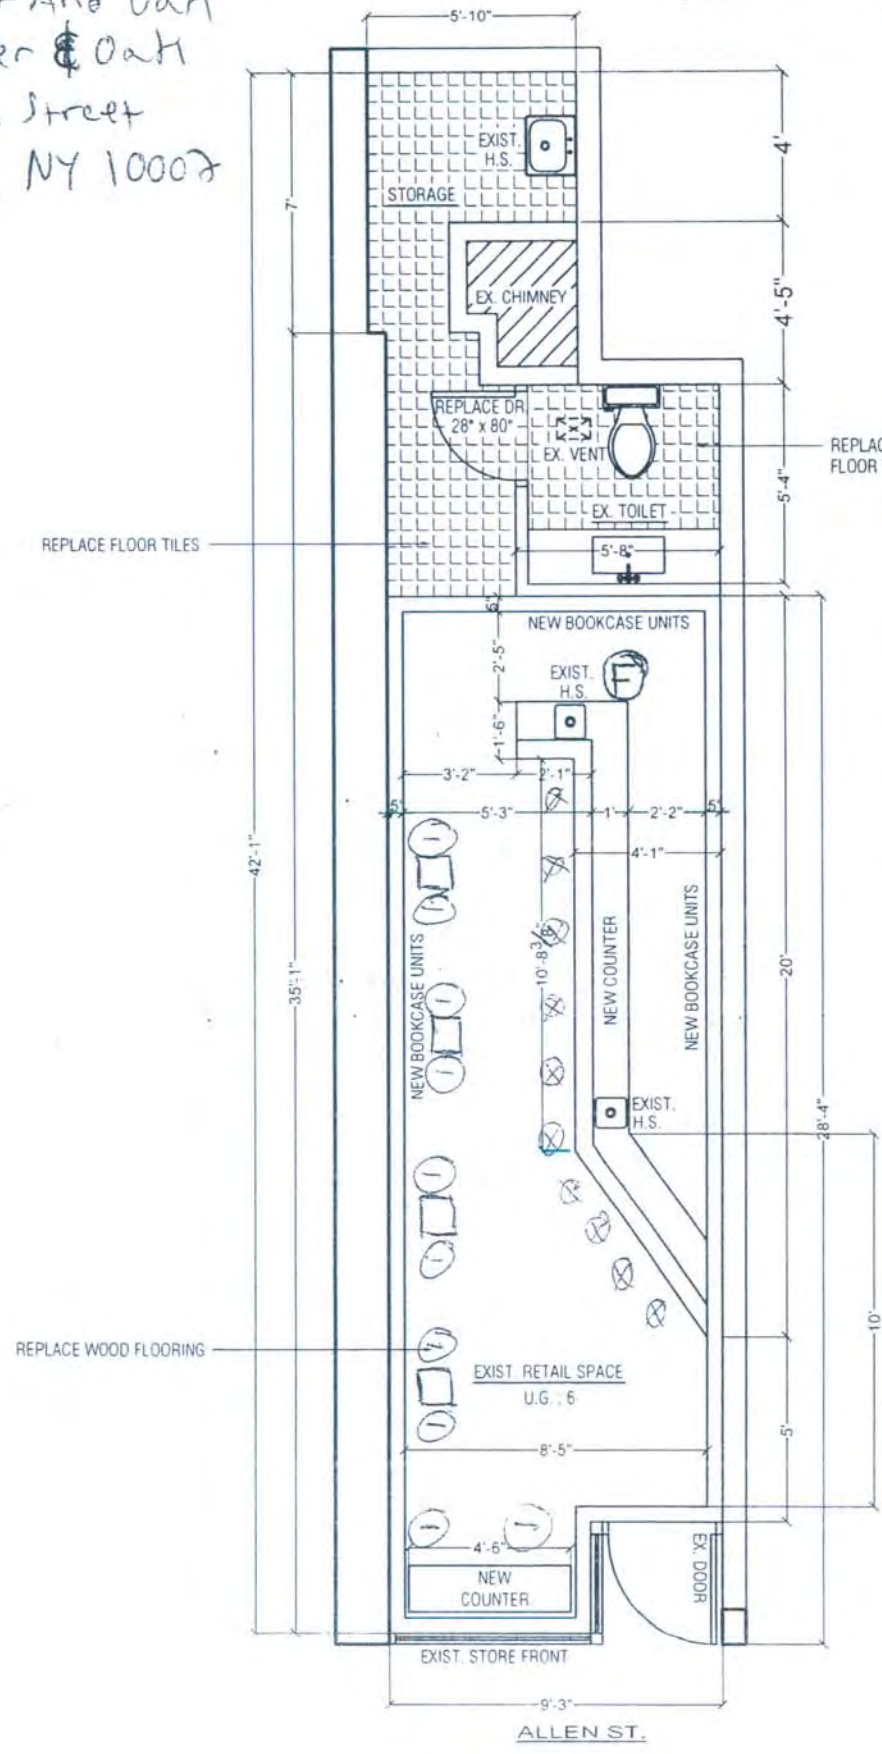 And
& Oak
Street
NY 10002
5'-10"
EXIST.
H.S.
STORAGE
4'
7'
EX. CHIMNEY
4'-5"
REPLACE DR.
28" x 80"
EX. VENT
FLOOR
5'-4"
EX. TOILET
REPLACE FLOOR TILES
5'-8"
6"
NEW BOOKCASE UNITS
2'-5"
EXIST.
H.S.
1'-6"
3'-2"
2'-1"
5"
5'-3"
1'
2'-2"
5"
4'-1"
42'-1"
35'-1"
NEW BOOKCASE UNITS
10'-8 3/8"
NEW COUNTER
NEW BOOKCASE UNITS
20'
28'-4"
EXIST.
H.S.
10'
REPLACE WOOD FLOORING
EXIST. RETAIL SPACE
U.G. : 6
8'-5"
5'
4'-6"
NEW
COUNTER
EX. DOOR
EXIST. STORE FRONT
9'-3"
ALLEN ST.